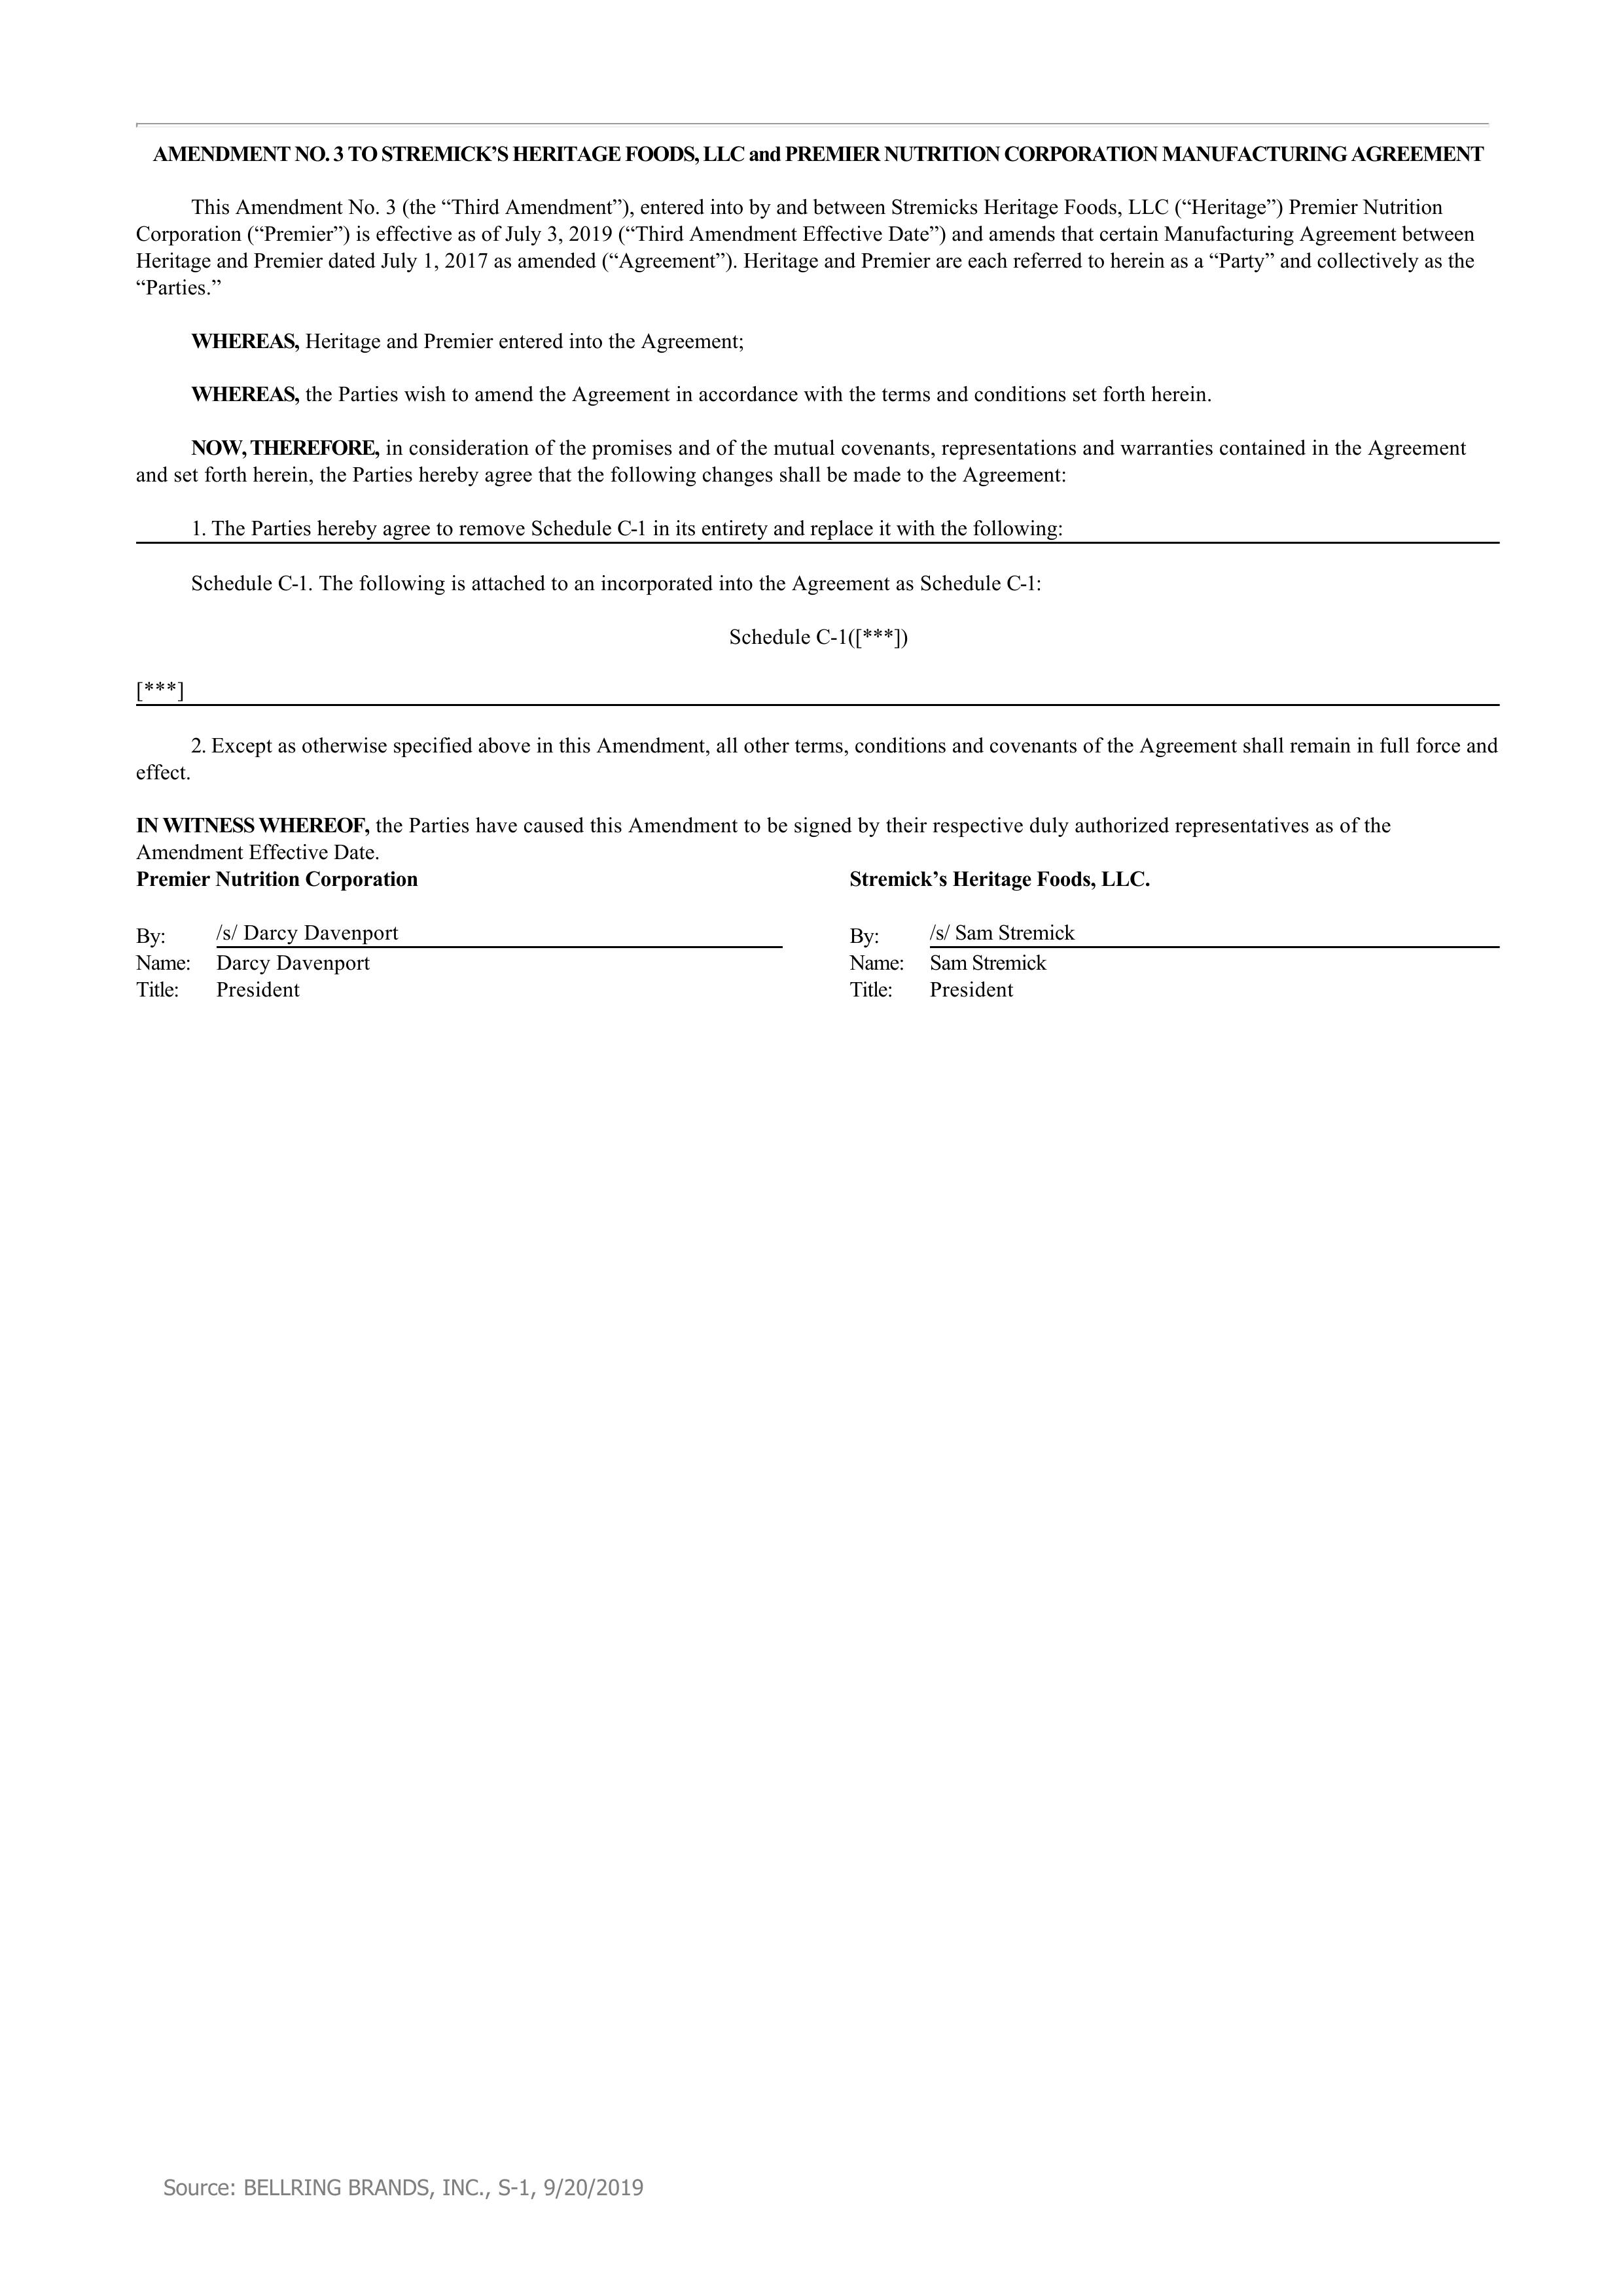 AMENDMENT NO. 3 TO STREMICK’S HERITAGE FOODS, LLC and PREMIER NUTRITION CORPORATION MANUFACTURING AGREEMENT
This Amendment No. 3 (the “Third Amendment”), entered into by and between Stremicks Heritage Foods, LLC (“Heritage”) Premier Nutrition
Corporation (“Premier”) is effective as of July 3, 2019 (“Third Amendment Effective Date”) and amends that certain Manufacturing Agreement between
Heritage and Premier dated July 1, 2017 as amended (“Agreement”). Heritage and Premier are each referred to herein as a “Party” and collectively as the
“Parties.”
WHEREAS, Heritage and Premier entered into the Agreement;
WHEREAS, the Parties wish to amend the Agreement in accordance with the terms and conditions set forth herein.
NOW, THEREFORE, in consideration of the promises and of the mutual covenants, representations and warranties contained in the Agreement
and set forth herein, the Parties hereby agree that the following changes shall be made to the Agreement:
1. The Parties hereby agree to remove Schedule C-1 in its entirety and replace it with the following:
Schedule C-1. The following is attached to an incorporated into the Agreement as Schedule C-1:
Schedule C-1([***])
[***]
2. Except as otherwise specified above in this Amendment, all other terms, conditions and covenants of the Agreement shall remain in full force and
effect.
IN WITNESS WHEREOF, the Parties have caused this Amendment to be signed by their respective duly authorized representatives as of the
Amendment Effective Date.
Premier Nutrition Corporation Stremick’s Heritage Foods, LLC.
By: /s/ Darcy Davenport By: /s/ Sam Stremick
Name: Darcy Davenport Name: Sam Stremick
Title: President Title: President
Source: BELLRING BRANDS, INC., S-1, 9/20/2019